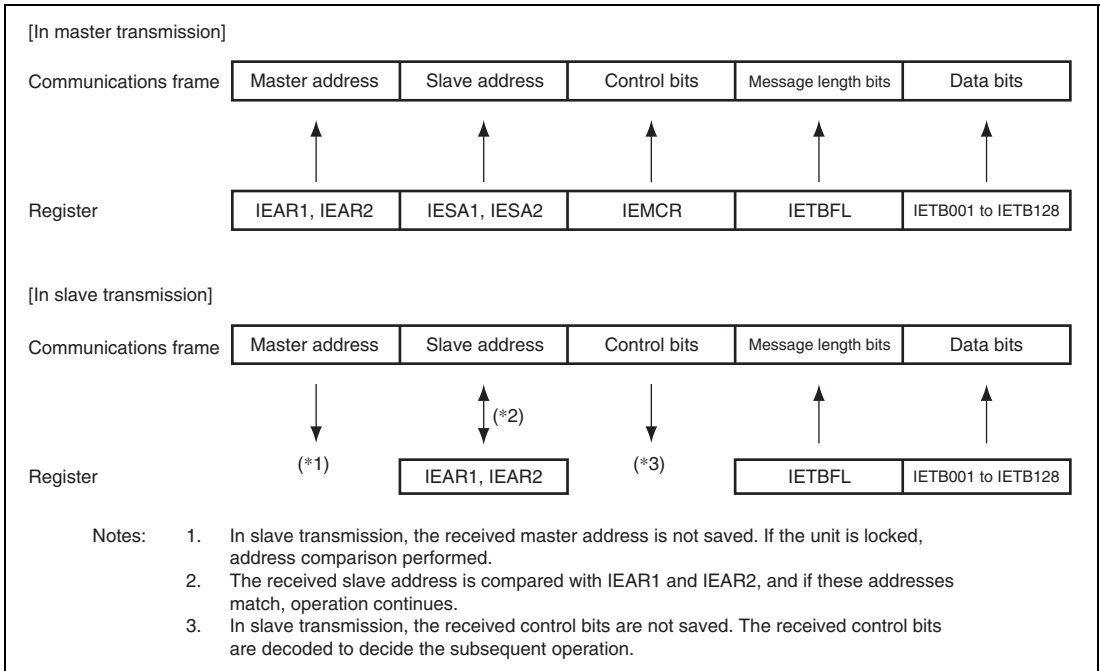 [In master transmission]
Communications frame Master address Slave address Control bits Message length bits Data bits
Register IEAR1, IEAR2 IESA1, IESA2 IEMCR IETBFL IETB001 to IETB128
[In slave transmission]
Communications frame Master address Slave address Control bits Message length bits Data bits
(*2)
Register (*1) IEAR1, IEAR2 (*3) IETBFL IETB001 to IETB128
Notes: 1. In slave transmission, the received master address is not saved. If the unit is locked,
address comparison performed.
2. The received slave address is compared with IEAR1 and IEAR2, and if these addresses
match, operation continues.
3. In slave transmission, the received control bits are not saved. The received control bits
are decoded to decide the subsequent operation.